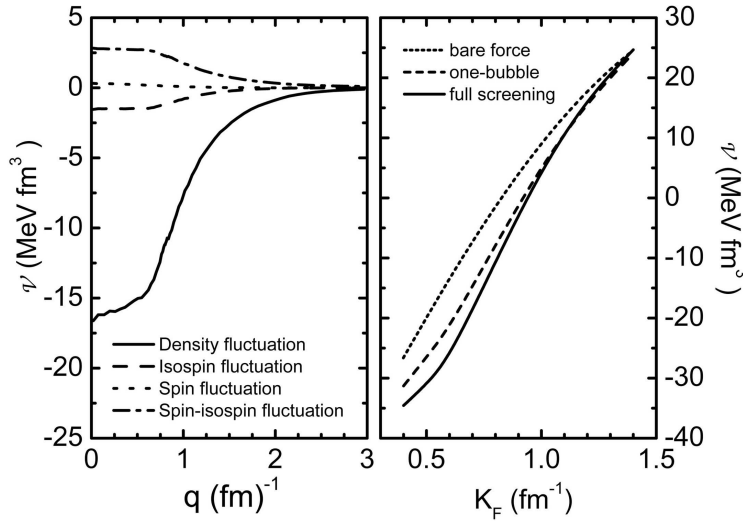 5
0
-5
-10
-15
-20
-25
𝒱 (MeV fm³)
Density fluctuation
Isospin fluctuation
Spin fluctuation
Spin-isospin fluctuation
0 1 2 3
q (fm)⁻¹
bare force
one-bubble
full screening
30
20
10
0
-10
-20
-30
-40
𝒱 (MeV fm³)
0.5 1.0 1.5
K_F (fm⁻¹)